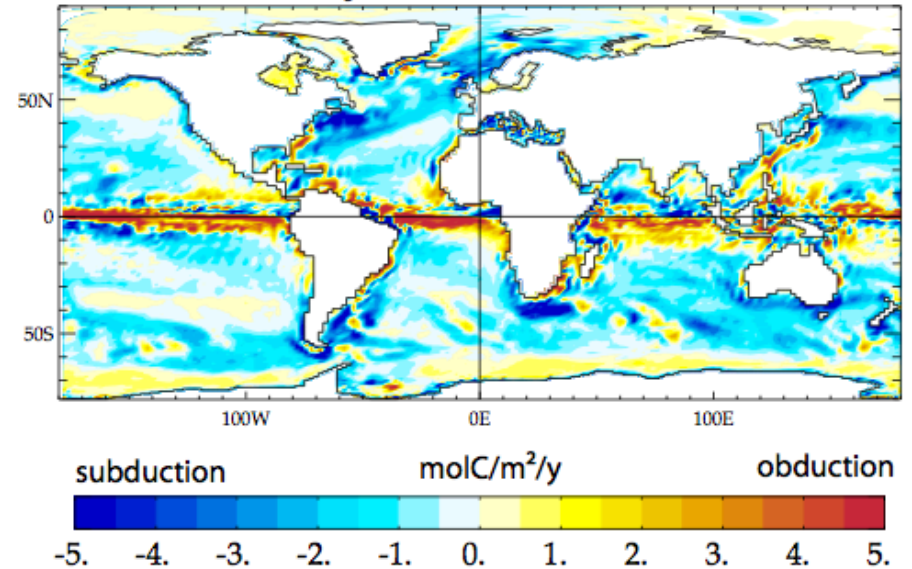 50N
0
50S
100W 0E 100E
subduction molC/m²/y obduction
-5. -4. -3. -2. -1. 0. 1. 2. 3. 4. 5.